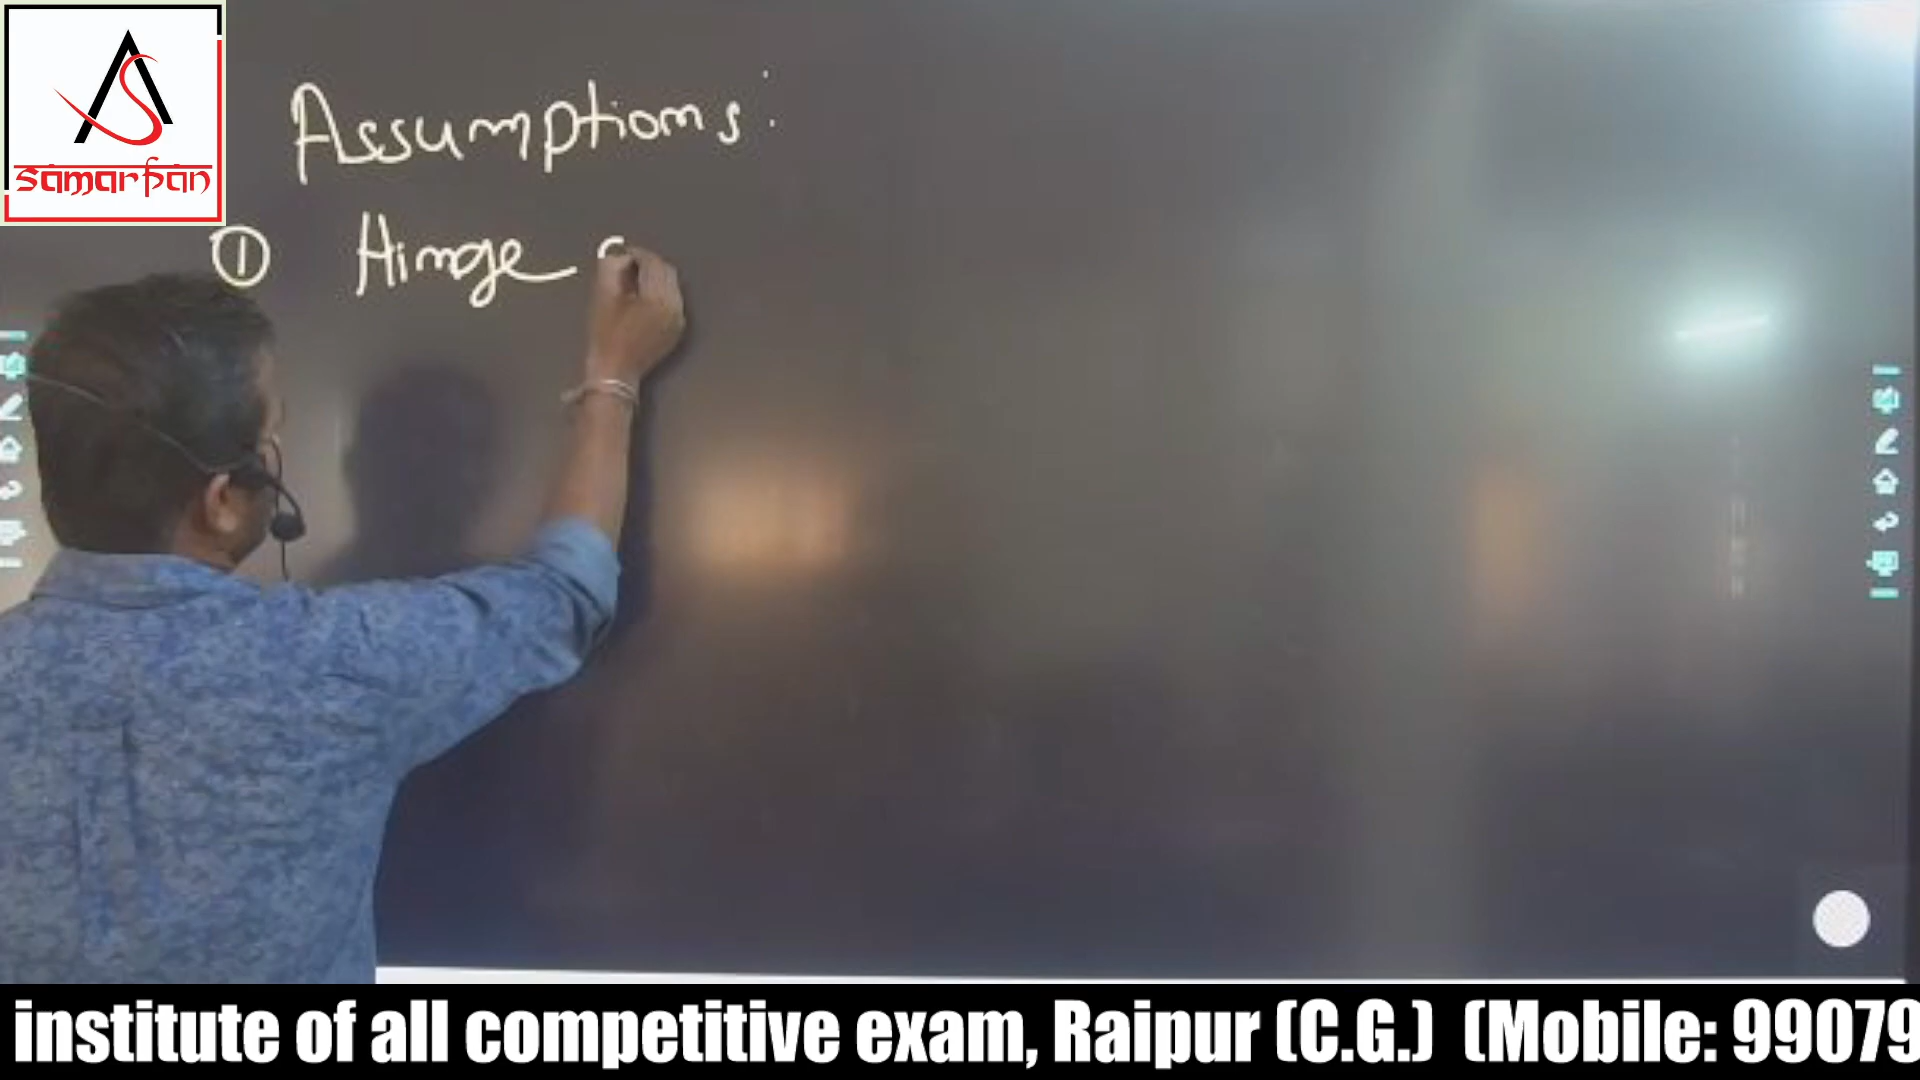 samarpan
Assumptions:
① Hinge
institute of all competitive exam, Raipur (C.G.) (Mobile: 99079